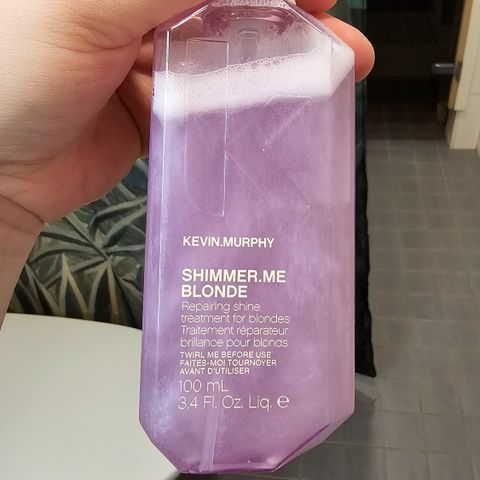 KEVIN.MURPHY
SHIMMER.ME
BLONDE
Repairing shine
treatment for blondes
Traitement réparateur
brillance pour blonds
TWIRL ME BEFORE USE
FAITES-MOI TOURNOYER
AVANT D'UTILISER
100 mL
3.4 Fl. Oz. Liq. ℮